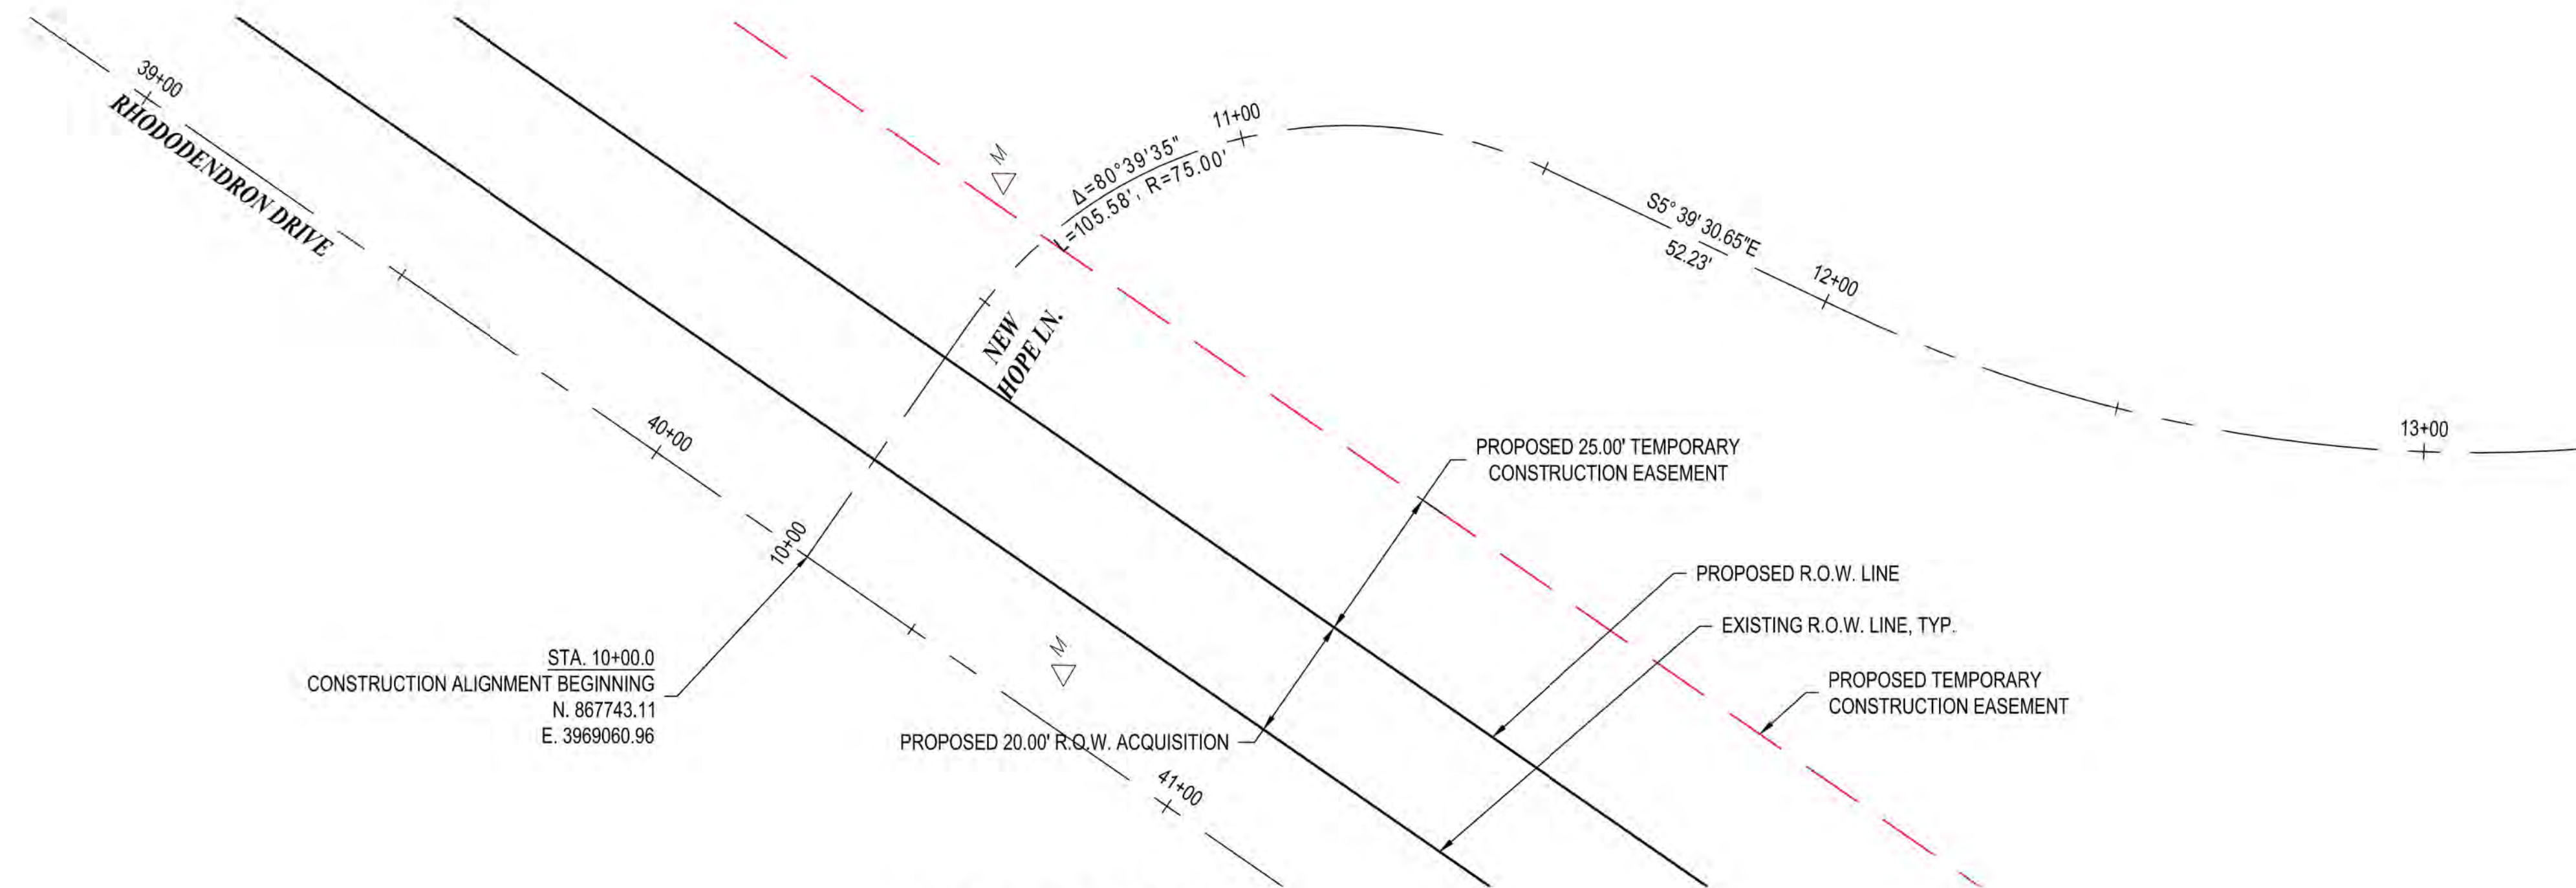 39+00
RHODODENDRON DRIVE
M
Δ=80°39'35"
L=105.58', R=75.00'
11+00
S5° 39' 30.65"E
52.23'
12+00
13+00
NEW
HOPE LN.
40+00
10+00
PROPOSED 25.00' TEMPORARY
CONSTRUCTION EASEMENT
PROPOSED R.O.W. LINE
EXISTING R.O.W. LINE, TYP.
PROPOSED TEMPORARY
CONSTRUCTION EASEMENT
STA. 10+00.0
CONSTRUCTION ALIGNMENT BEGINNING
N. 867743.11
E. 3969060.96
M
PROPOSED 20.00' R.O.W. ACQUISITION
41+00